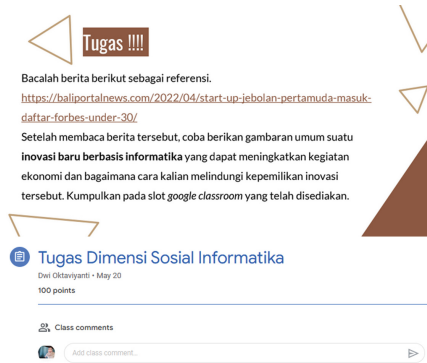 Tugas !!!!
Bacalah berita berikut sebagai referensi.
https://baliportalnews.com/2022/04/start-up-jebolan-pertamuda-masuk-
daftar-forbes-under-30/
Setelah membaca berita tersebut, coba berikan gambaran umum suatu
inovasi baru berbasis informatika yang dapat meningkatkan kegiatan
ekonomi dan bagaimana cara kalian melindungi kepemilikan inovasi
tersebut. Kumpulkan pada slot google classroom yang telah disediakan.
Tugas Dimensi Sosial Informatika
Dwi Oktaviyanti • May 20
100 points
Class comments
Add class comment...